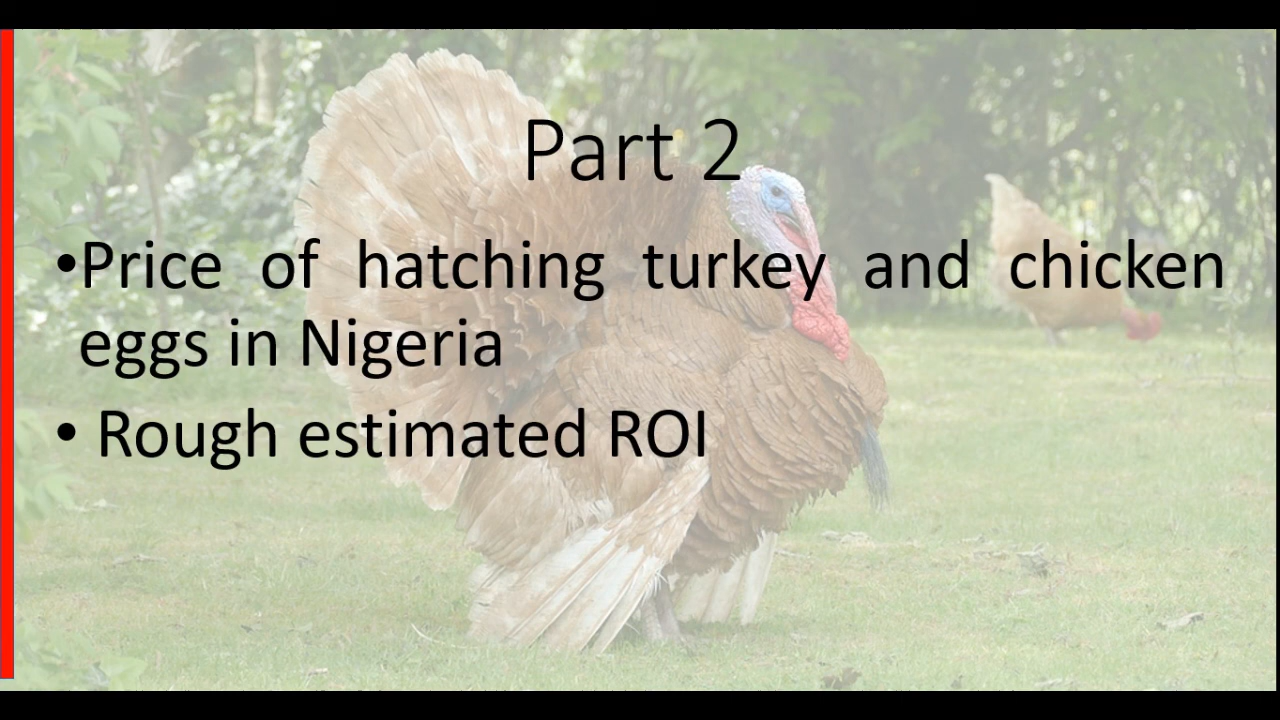 Part 2
•Price of hatching turkey and chicken
eggs in Nigeria
• Rough estimated ROI